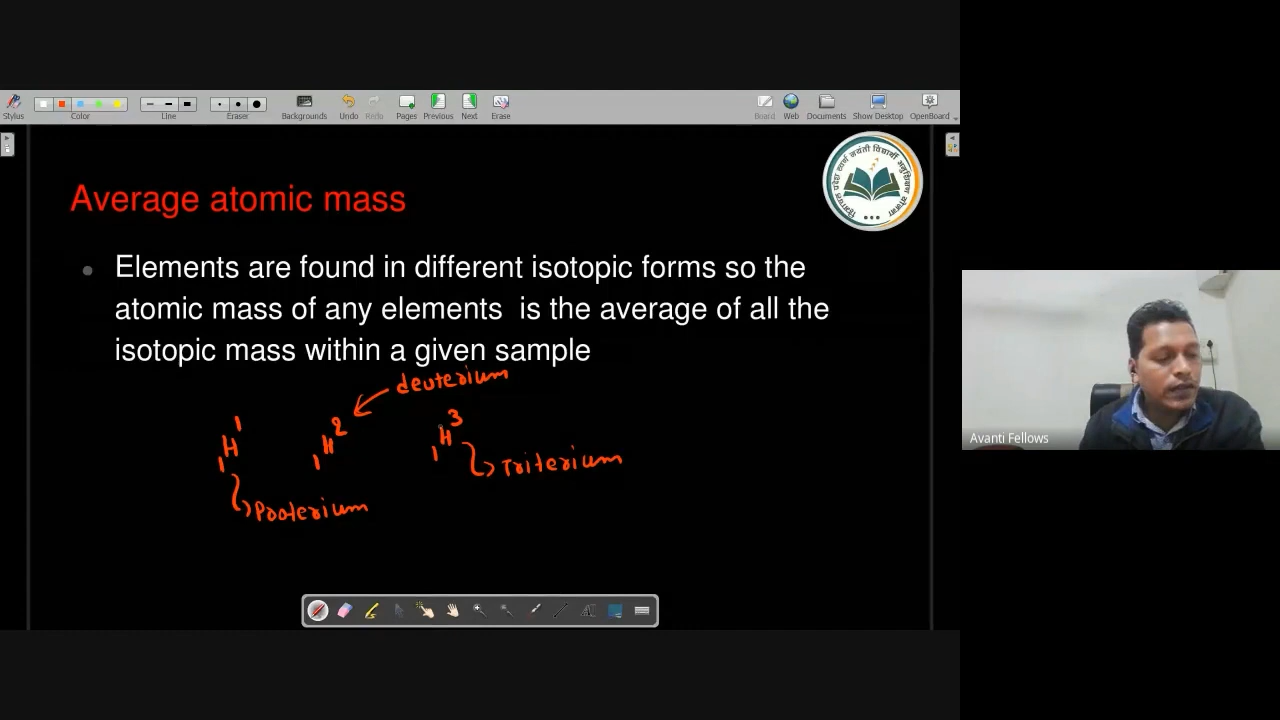 Stylus Color Line Eraser Backgrounds Undo Redo Pages Previous Next Erase Board Web Documents Show Desktop OpenBoard
Average atomic mass
Elements are found in different isotopic forms so the
atomic mass of any elements is the average of all the
isotopic mass within a given sample
deuterium
₁H¹ ₁H² ₁H³
Triterium
Proterium
Avanti Fellows